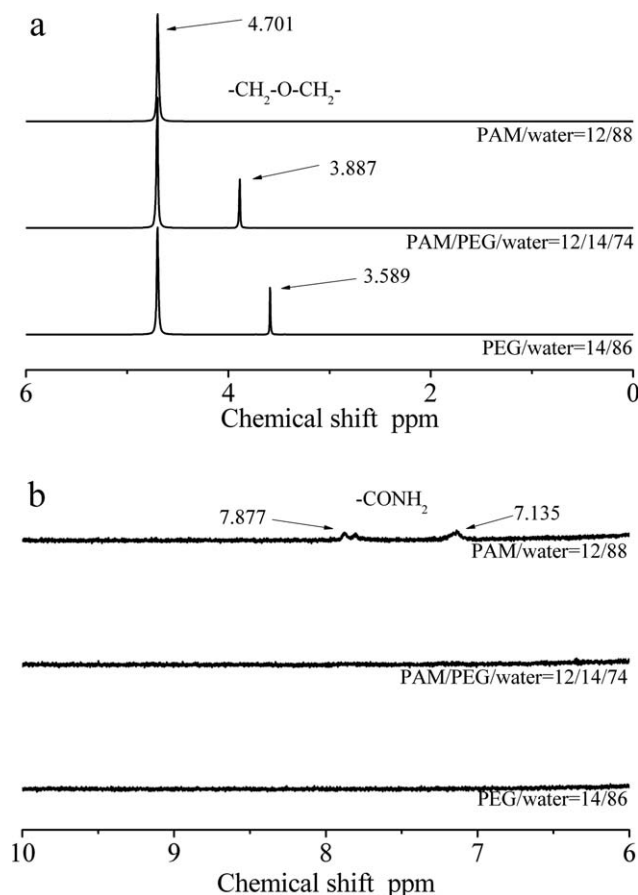 a
4.701
-CH₂-O-CH₂-
PAM/water=12/88
3.887
PAM/PEG/water=12/14/74
3.589
PEG/water=14/86
6 4 2 0
Chemical shift ppm
b
-CONH₂
7.877 7.135
PAM/water=12/88
PAM/PEG/water=12/14/74
PEG/water=14/86
10 9 8 7 6
Chemical shift ppm